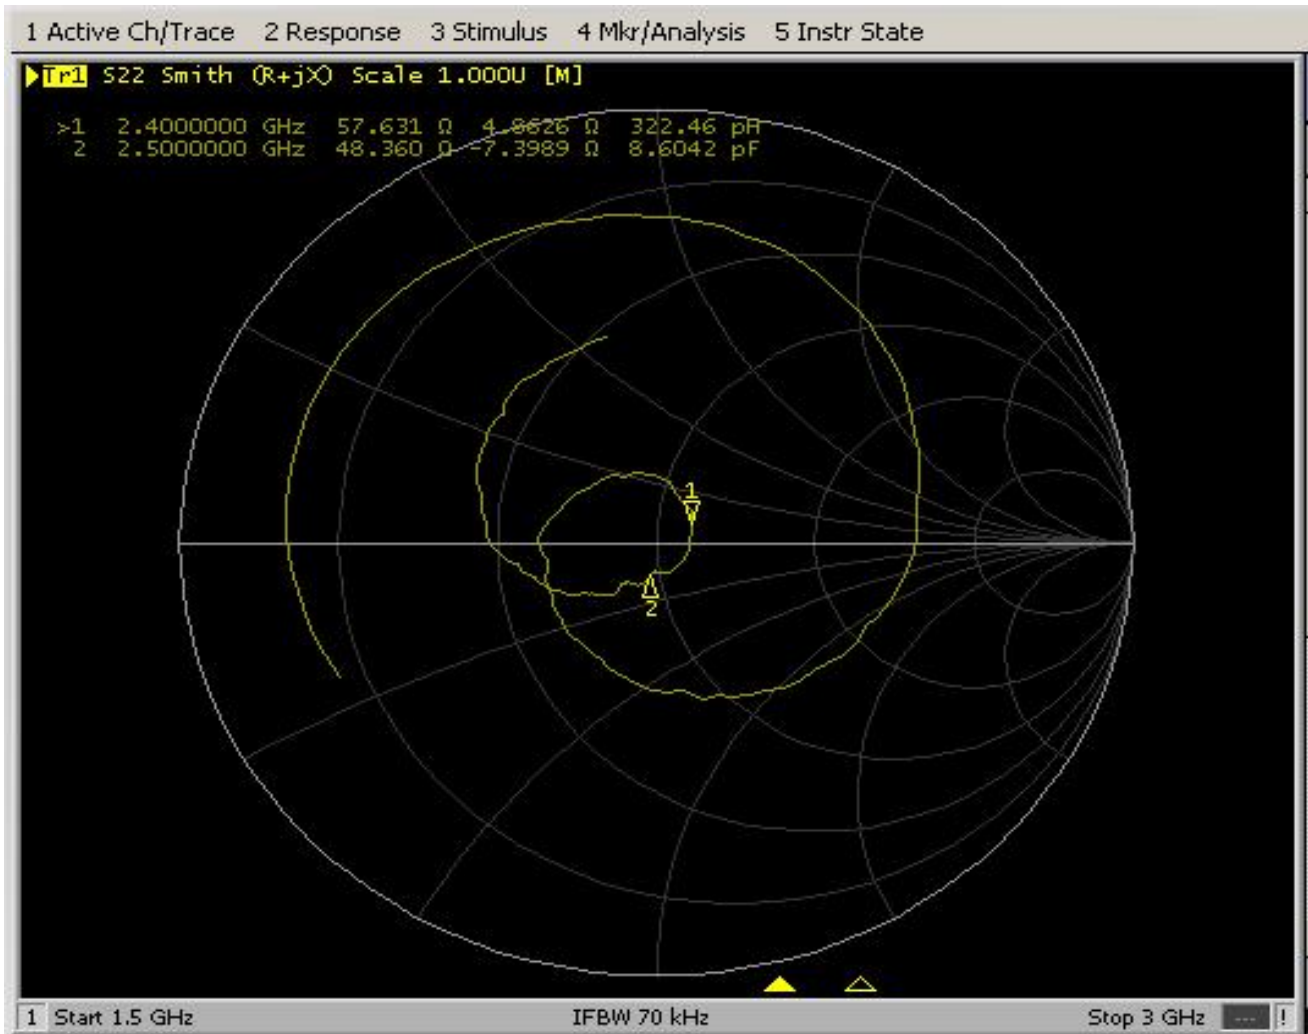 1 Active Ch/Trace 2 Response 3 Stimulus 4 Mkr/Analysis 5 Instr State
Tr1 S22 Smith (R+jX) Scale 1.000U [M]
>1 2.4000000 GHz 57.631 Ω 4.8626 Ω 322.46 pH
2 2.5000000 GHz 48.360 Ω -7.3989 Ω 8.6042 pF
1
2
1 Start 1.5 GHz IFBW 70 kHz Stop 3 GHz --- !